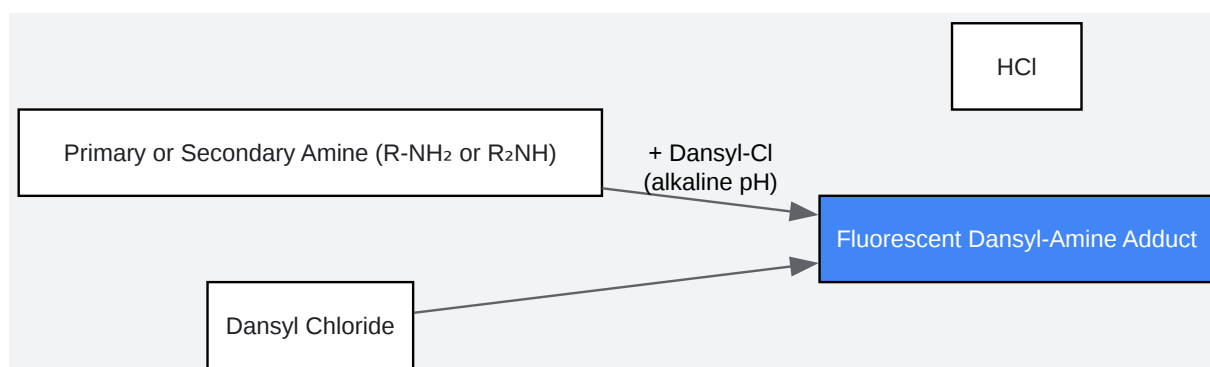 HCl
Primary or Secondary Amine (R-NH₂ or R₂NH)
+ Dansyl-Cl
(alkaline pH)
Fluorescent Dansyl-Amine Adduct
Dansyl Chloride